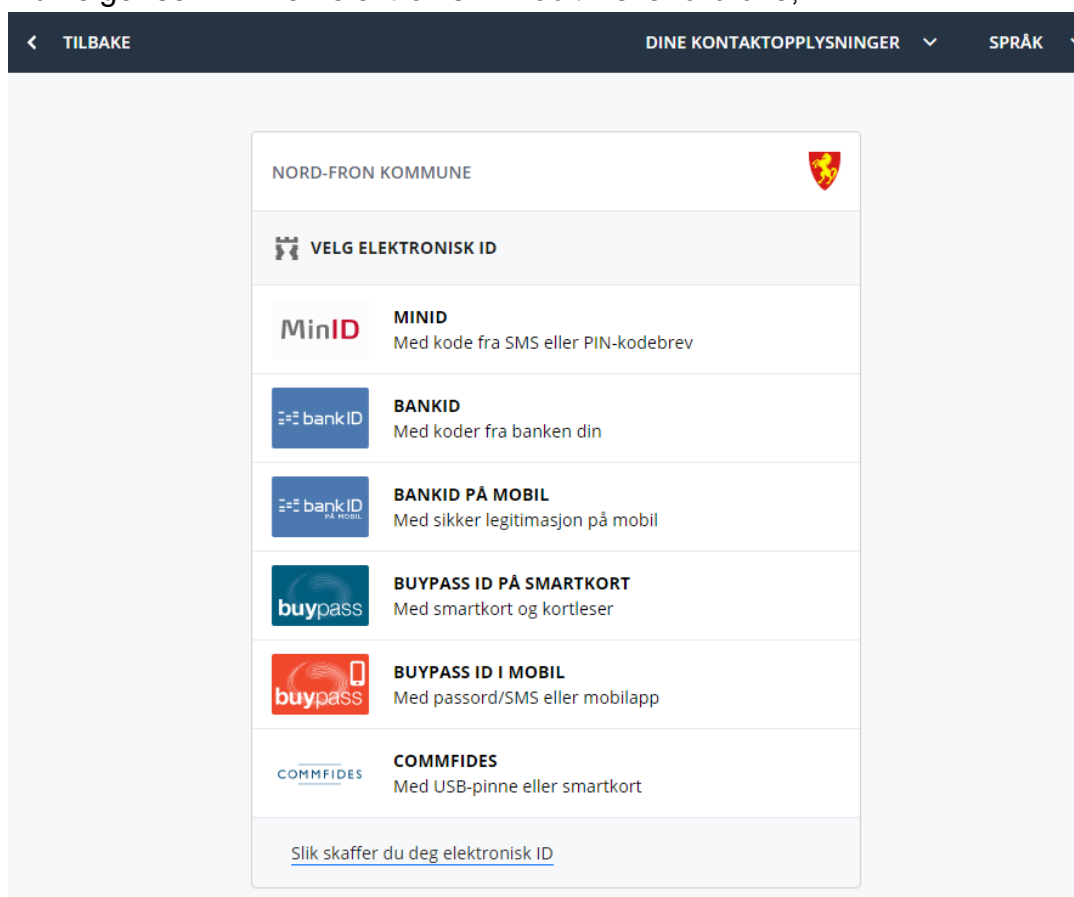 TILBAKE DINE KONTAKTOPPLYSNINGER SPRÅK
NORD-FRON KOMMUNE
VELG ELEKTRONISK ID
MinID
MINID
Med kode fra SMS eller PIN-kodebrev
bankID
BANKID
Med koder fra banken din
bankID
PÅ MOBIL
BANKID PÅ MOBIL
Med sikker legitimasjon på mobil
buypass
BUYPASS ID PÅ SMARTKORT
Med smartkort og kortleser
buypass
BUYPASS ID I MOBIL
Med passord/SMS eller mobilapp
COMMFIDES
COMMFIDES
Med USB-pinne eller smartkort
Slik skaffer du deg elektronisk ID